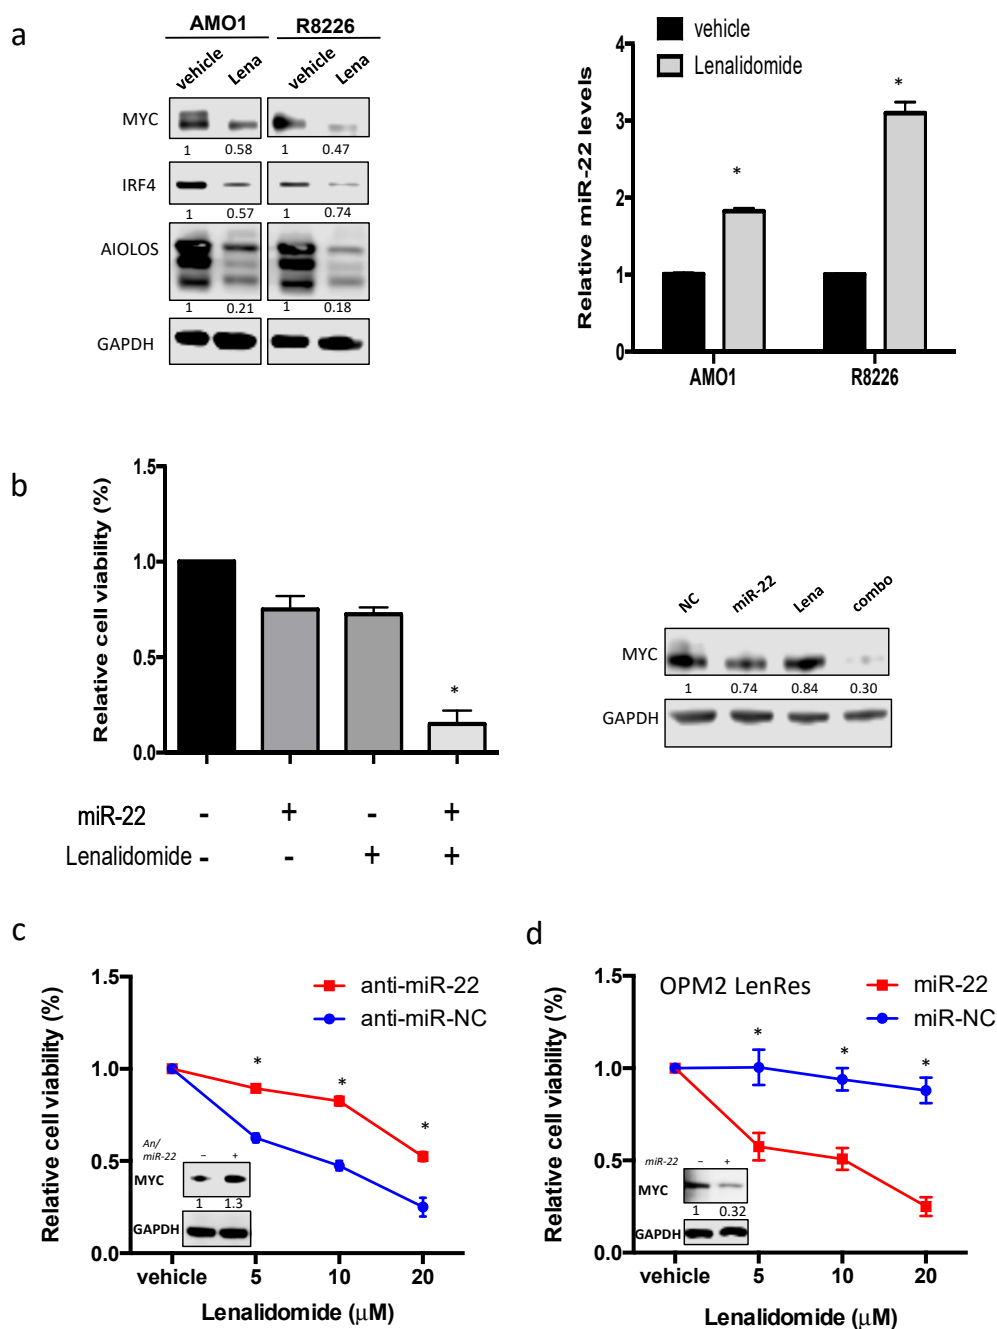 a
AMO1 R8226
vehicle Lena vehicle Lena
MYC
1 0.58 1 0.47
IRF4
1 0.57 1 0.74
AIOLOS
1 0.21 1 0.18
GAPDH
vehicle
Lenalidomide
Relative miR-22 levels
4
3
2
1
0
*
*
AMO1 R8226
b
Relative cell viability (%)
1.5
1.0
0.5
0.0
*
miR-22 - + - +
Lenalidomide - - + +
NC miR-22 Lena combo
MYC
1 0.74 0.84 0.30
GAPDH
c
Relative cell viability (%)
1.5
1.0
0.5
0.0
anti-miR-22
anti-miR-NC
* * *
An/
miR-22 – +
MYC
1 1.3
GAPDH
vehicle 5 10 20
Lenalidomide (μM)
d
Relative cell viability (%)
1.5
1.0
0.5
0.0
OPM2 LenRes
miR-22
miR-NC
* * *
miR-22 – +
MYC
1 0.32
GAPDH
vehicle 5 10 20
Lenalidomide (μM)